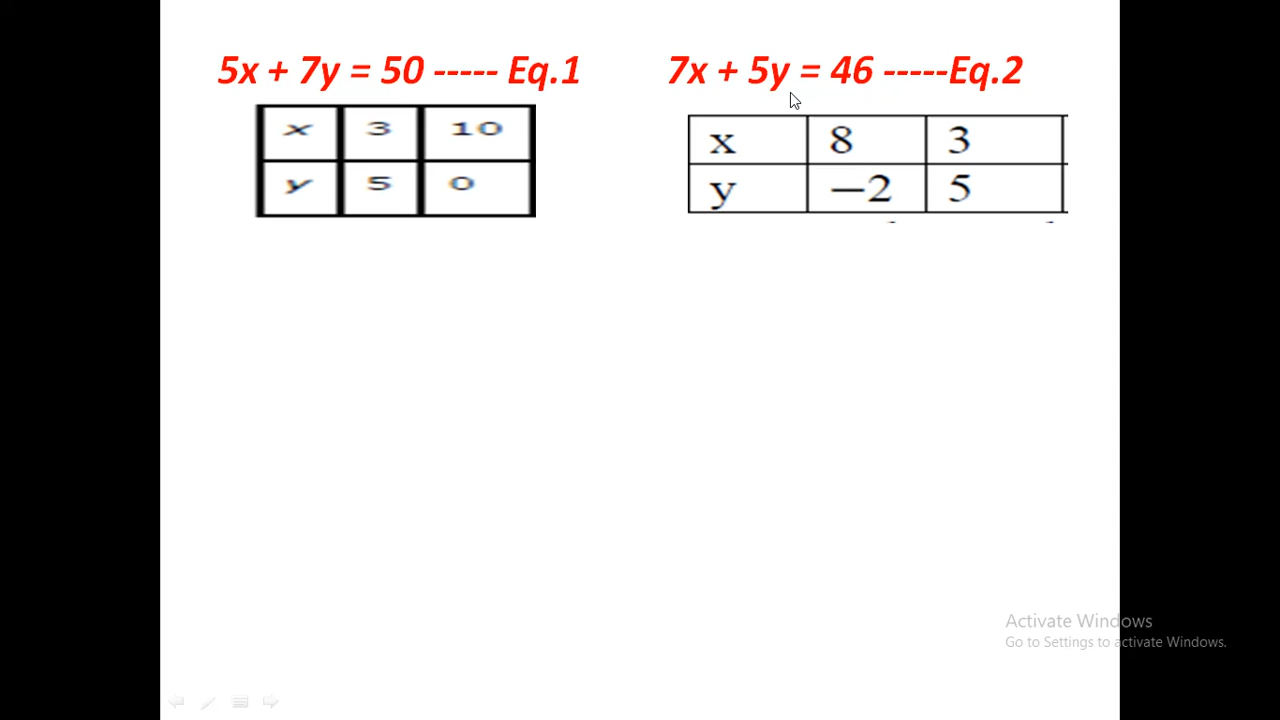 5x + 7y = 50 ----- Eq.1
x 3 10
y 5 0
7x + 5y = 46 -----Eq.2
x 8 3
y −2 5
Activate Windows
Go to Settings to activate Windows.